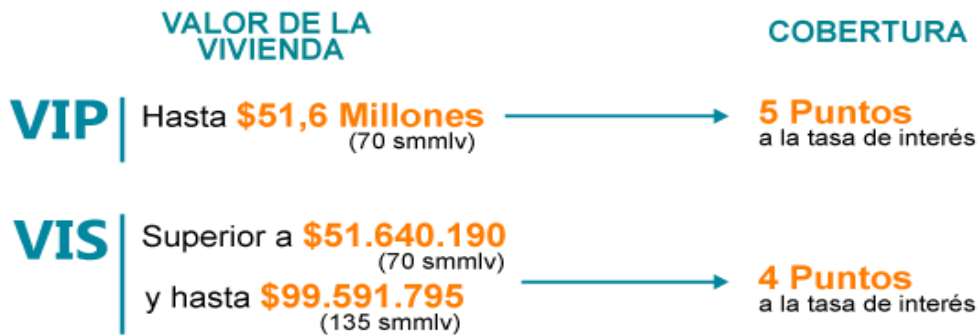 VALOR DE LA
VIVIENDA
COBERTURA
VIP
Hasta $51,6 Millones
(70 smmlv)
5 Puntos
a la tasa de interés
VIS
Superior a $51.640.190
(70 smmlv)
y hasta $99.591.795
(135 smmlv)
4 Puntos
a la tasa de interés